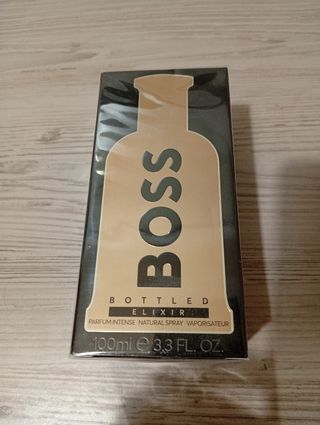 BOSS
BOTTLED
ELIXIR
PARFUM INTENSE NATURAL SPRAY VAPORISATEUR
100ml ℮ 3.3 FL. OZ.